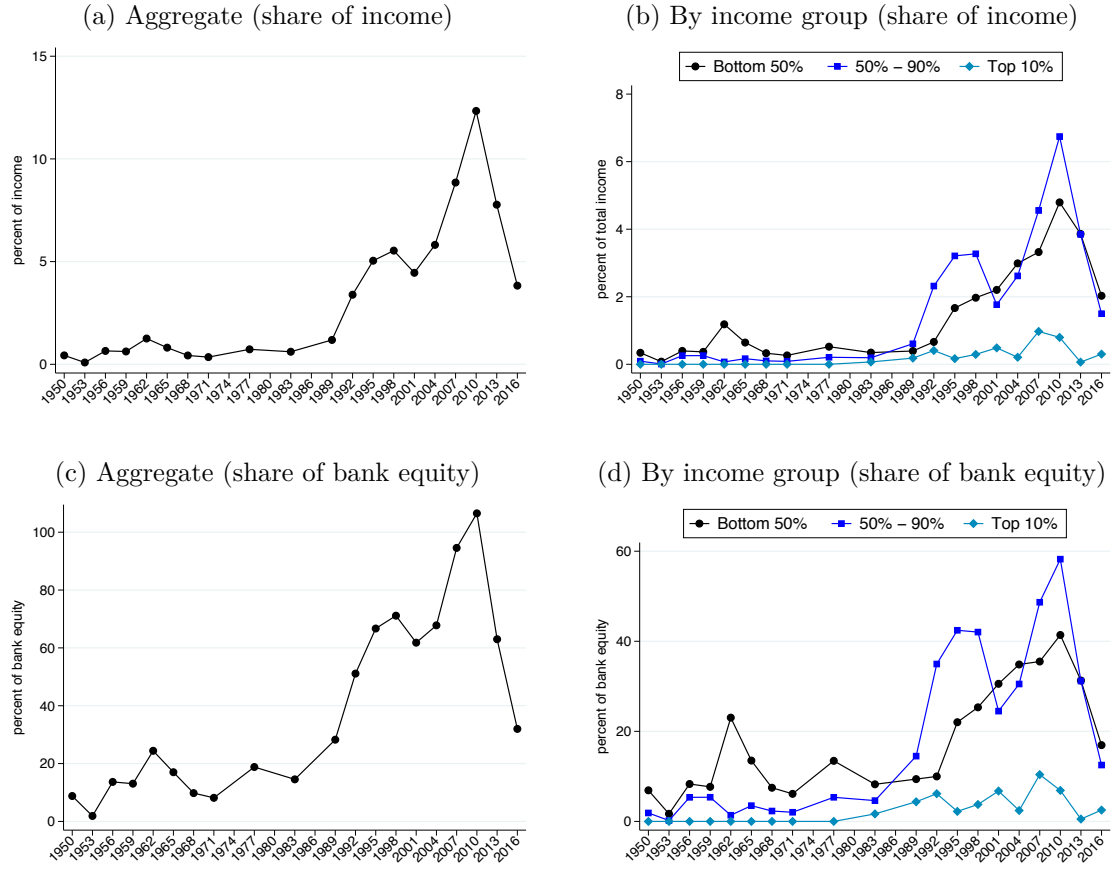 (a) Aggregate (share of income)
percent of income
15
10
5
0
1950 1953 1956 1959 1962 1965 1968 1971 1974 1977 1980 1983 1986 1989 1992 1995 1998 2001 2004 2007 2010 2013 2016
(b) By income group (share of income)
Bottom 50% 50% − 90% Top 10%
percent of total income
8
6
4
2
0
1950 1953 1956 1959 1962 1965 1968 1971 1974 1977 1980 1983 1986 1989 1992 1995 1998 2001 2004 2007 2010 2013 2016
(c) Aggregate (share of bank equity)
percent of bank equity
100
80
60
40
20
0
1950 1953 1956 1959 1962 1965 1968 1971 1974 1977 1980 1983 1986 1989 1992 1995 1998 2001 2004 2007 2010 2013 2016
(d) By income group (share of bank equity)
Bottom 50% 50% − 90% Top 10%
percent of bank equity
60
40
20
0
1950 1953 1956 1959 1962 1965 1968 1971 1974 1977 1980 1983 1986 1989 1992 1995 1998 2001 2004 2007 2010 2013 2016